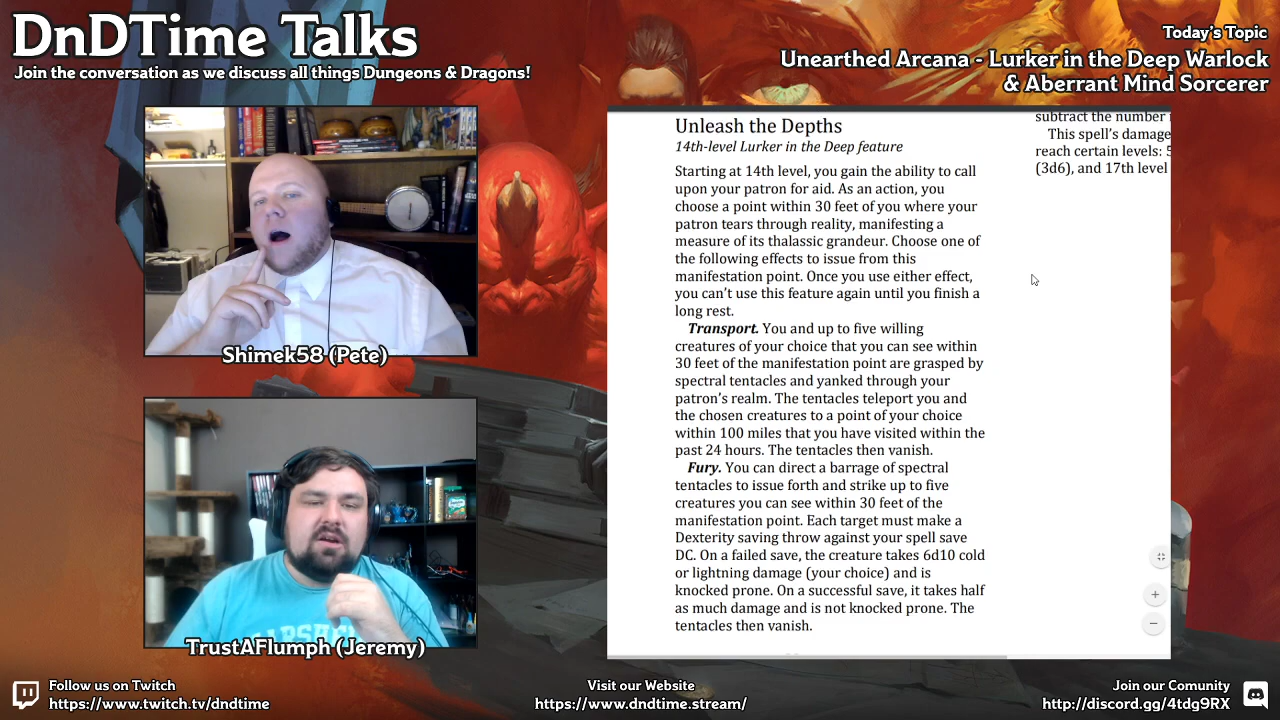 DnDTime Talks
Join the conversation as we discuss all things Dungeons & Dragons!
Today's Topic
Unearthed Arcana - Lurker in the Deep Warlock
& Aberrant Mind Sorcerer
Shimek58 (Pete)
TrustAFlumph (Jeremy)
Unleash the Depths
14th-level Lurker in the Deep feature
Starting at 14th level, you gain the ability to call
upon your patron for aid. As an action, you
choose a point within 30 feet of you where your
patron tears through reality, manifesting a
measure of its thalassic grandeur. Choose one of
the following effects to issue from this
manifestation point. Once you use either effect,
you can't use this feature again until you finish a
long rest.
Transport. You and up to five willing
creatures of your choice that you can see within
30 feet of the manifestation point are grasped by
spectral tentacles and yanked through your
patron's realm. The tentacles teleport you and
the chosen creatures to a point of your choice
within 100 miles that you have visited within the
past 24 hours. The tentacles then vanish.
Fury. You can direct a barrage of spectral
tentacles to issue forth and strike up to five
creatures you can see within 30 feet of the
manifestation point. Each target must make a
Dexterity saving throw against your spell save
DC. On a failed save, the creature takes 6d10 cold
or lightning damage (your choice) and is
knocked prone. On a successful save, it takes half
as much damage and is not knocked prone. The
tentacles then vanish.
subtract the number
This spell's damage
reach certain levels: 5
(3d6), and 17th level
Follow us on Twitch
https://www.twitch.tv/dndtime
Visit our Website
https://www.dndtime.stream/
Join our Comunity
http://discord.gg/4tdg9RX